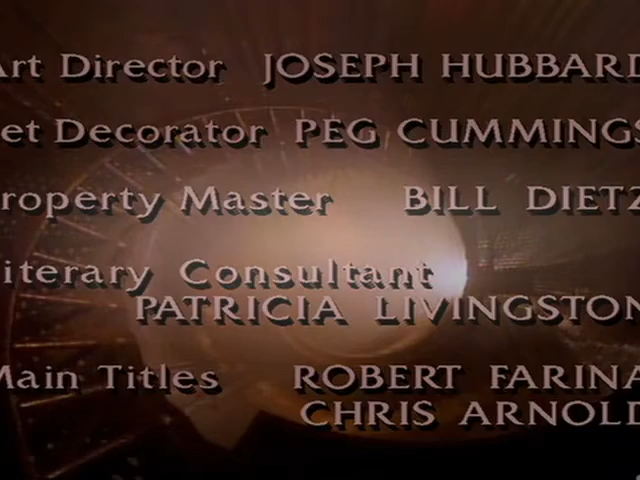 Art Director JOSEPH HUBBARD
et Decorator PEG CUMMINGS
roperty Master BILL DIETZ
iterary Consultant
PATRICIA LIVINGSTON
Main Titles ROBERT FARINA
CHRIS ARNOLD